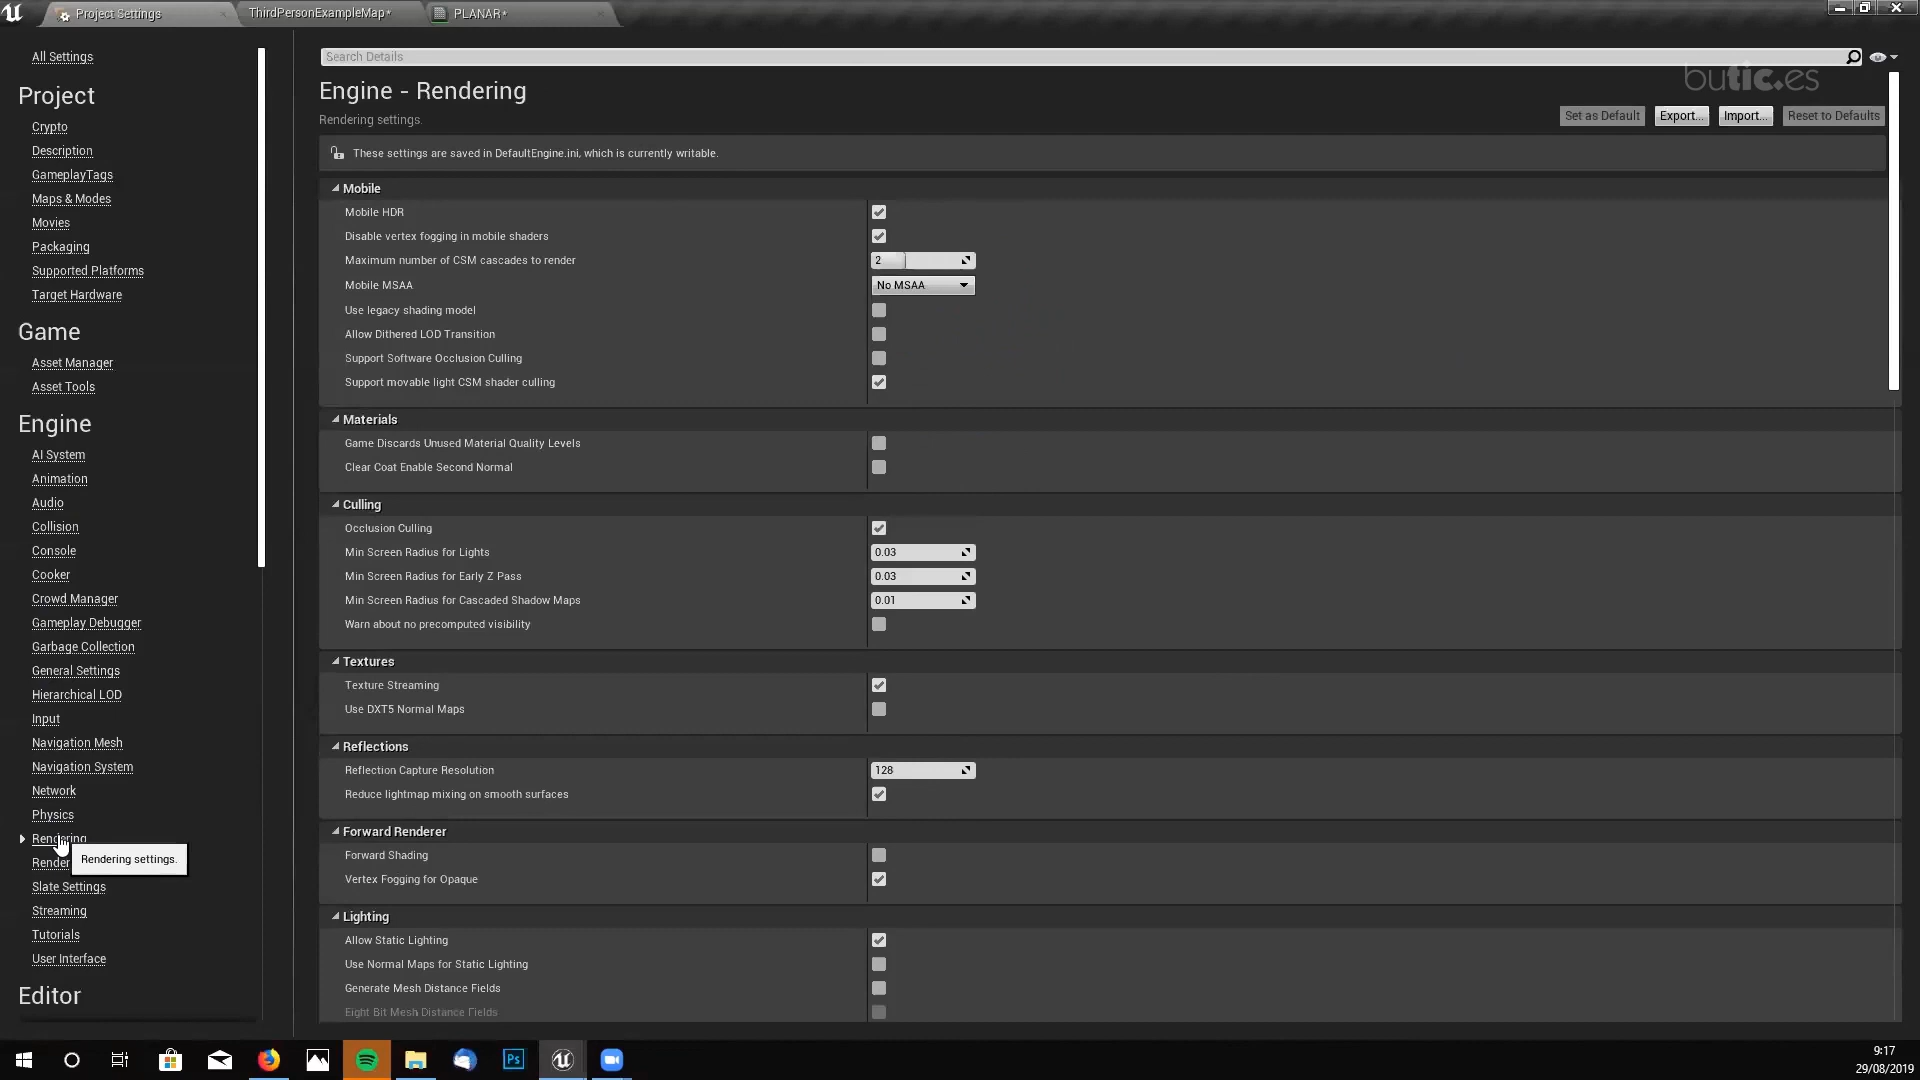 Project Settings
ThirdPersonExampleMap*
PLANAR*
All Settings
Project
Crypto
Description
GameplayTags
Maps & Modes
Movies
Packaging
Supported Platforms
Target Hardware
Game
Asset Manager
Asset Tools
Engine
AI System
Animation
Audio
Collision
Console
Cooker
Crowd Manager
Gameplay Debugger
Garbage Collection
General Settings
Hierarchical LOD
Input
Navigation Mesh
Navigation System
Network
Physics
Rendering
Render
Rendering settings.
Slate Settings
Streaming
Tutorials
User Interface
Editor
Search Details
butic.es
Engine - Rendering
Rendering settings.
Set as Default
Export...
Import...
Reset to Defaults
These settings are saved in DefaultEngine.ini, which is currently writable.
Mobile
Mobile HDR
Disable vertex fogging in mobile shaders
Maximum number of CSM cascades to render 2
Mobile MSAA No MSAA
Use legacy shading model
Allow Dithered LOD Transition
Support Software Occlusion Culling
Support movable light CSM shader culling
Materials
Game Discards Unused Material Quality Levels
Clear Coat Enable Second Normal
Culling
Occlusion Culling
Min Screen Radius for Lights 0.03
Min Screen Radius for Early Z Pass 0.03
Min Screen Radius for Cascaded Shadow Maps 0.01
Warn about no precomputed visibility
Textures
Texture Streaming
Use DXT5 Normal Maps
Reflections
Reflection Capture Resolution 128
Reduce lightmap mixing on smooth surfaces
Forward Renderer
Forward Shading
Vertex Fogging for Opaque
Lighting
Allow Static Lighting
Use Normal Maps for Static Lighting
Generate Mesh Distance Fields
Eight Bit Mesh Distance Fields
Ps
9:17
29/08/2019